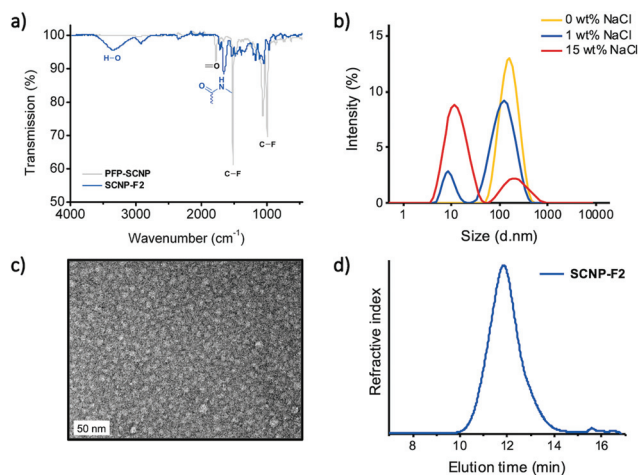 a)
100
90
80
70
60
50
Transmission (%)
H–O
=O
O
H
N
C–F
C–F
PFP-SCNP
SCNP-F2
4000
3000
2000
1000
Wavenumber (cm⁻¹)
b)
0 wt% NaCl
1 wt% NaCl
15 wt% NaCl
15
10
5
0
Intensity (%)
1
10
100
1000
10000
Size (d.nm)
c)
50 nm
d)
SCNP-F2
Refractive index
8
10
12
14
16
Elution time (min)